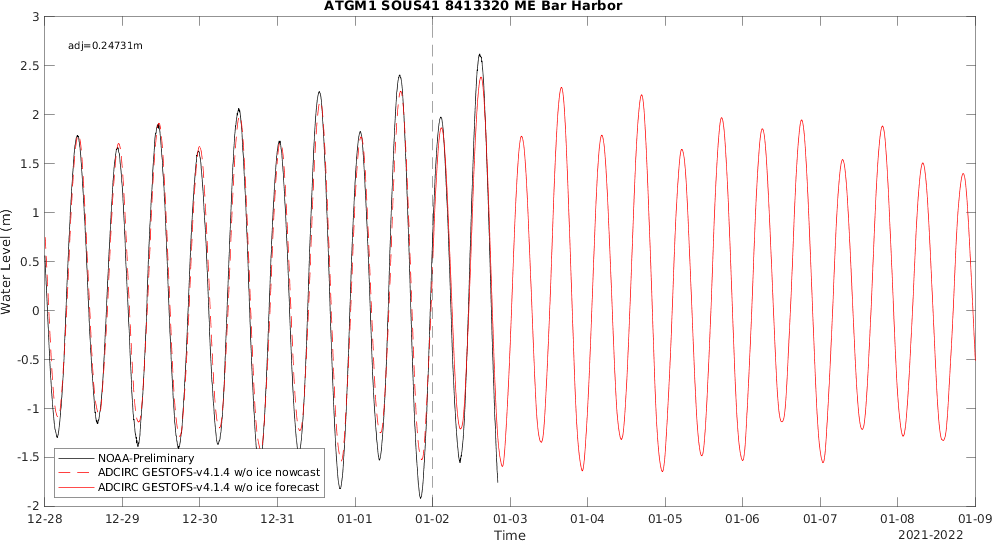 ATGM1 SOUS41 8413320 ME Bar Harbor
adj=0.24731m
3
2.5
2
1.5
1
0.5
0
-0.5
-1
-1.5
-2
Water Level (m)
NOAA-Preliminary
ADCIRC GESTOFS-v4.1.4 w/o ice nowcast
ADCIRC GESTOFS-v4.1.4 w/o ice forecast
12-28 12-29 12-30 12-31 01-01 01-02 01-03 01-04 01-05 01-06 01-07 01-08 01-09
Time
2021-2022